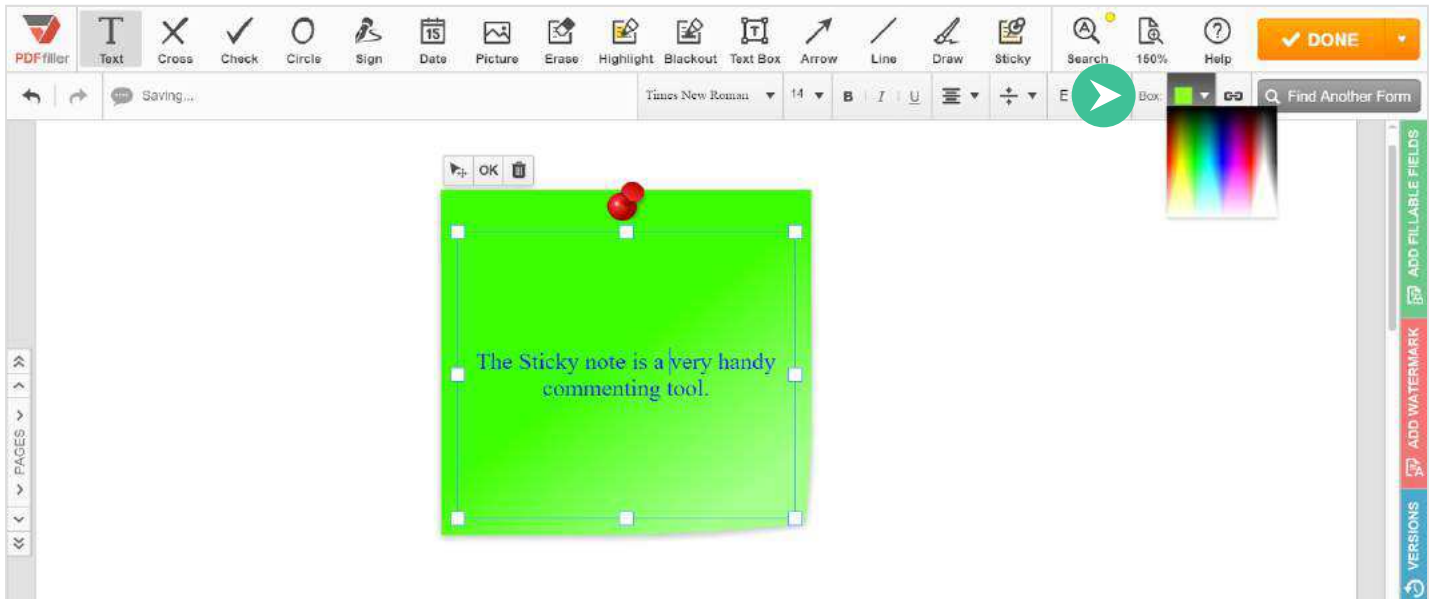 PDFfiller Text Cross Check Circle Sign Date Picture Erase Highlight Blackout Text Box Arrow Line Draw Sticky Search 150% Help DONE
15
T
A
?
Saving... Times New Roman 14 B I U E Box: Find Another Form
OK
The Sticky note is a very handy
commenting tool.
PAGES
ADD FILLABLE FIELDS
ADD WATERMARK
VERSIONS